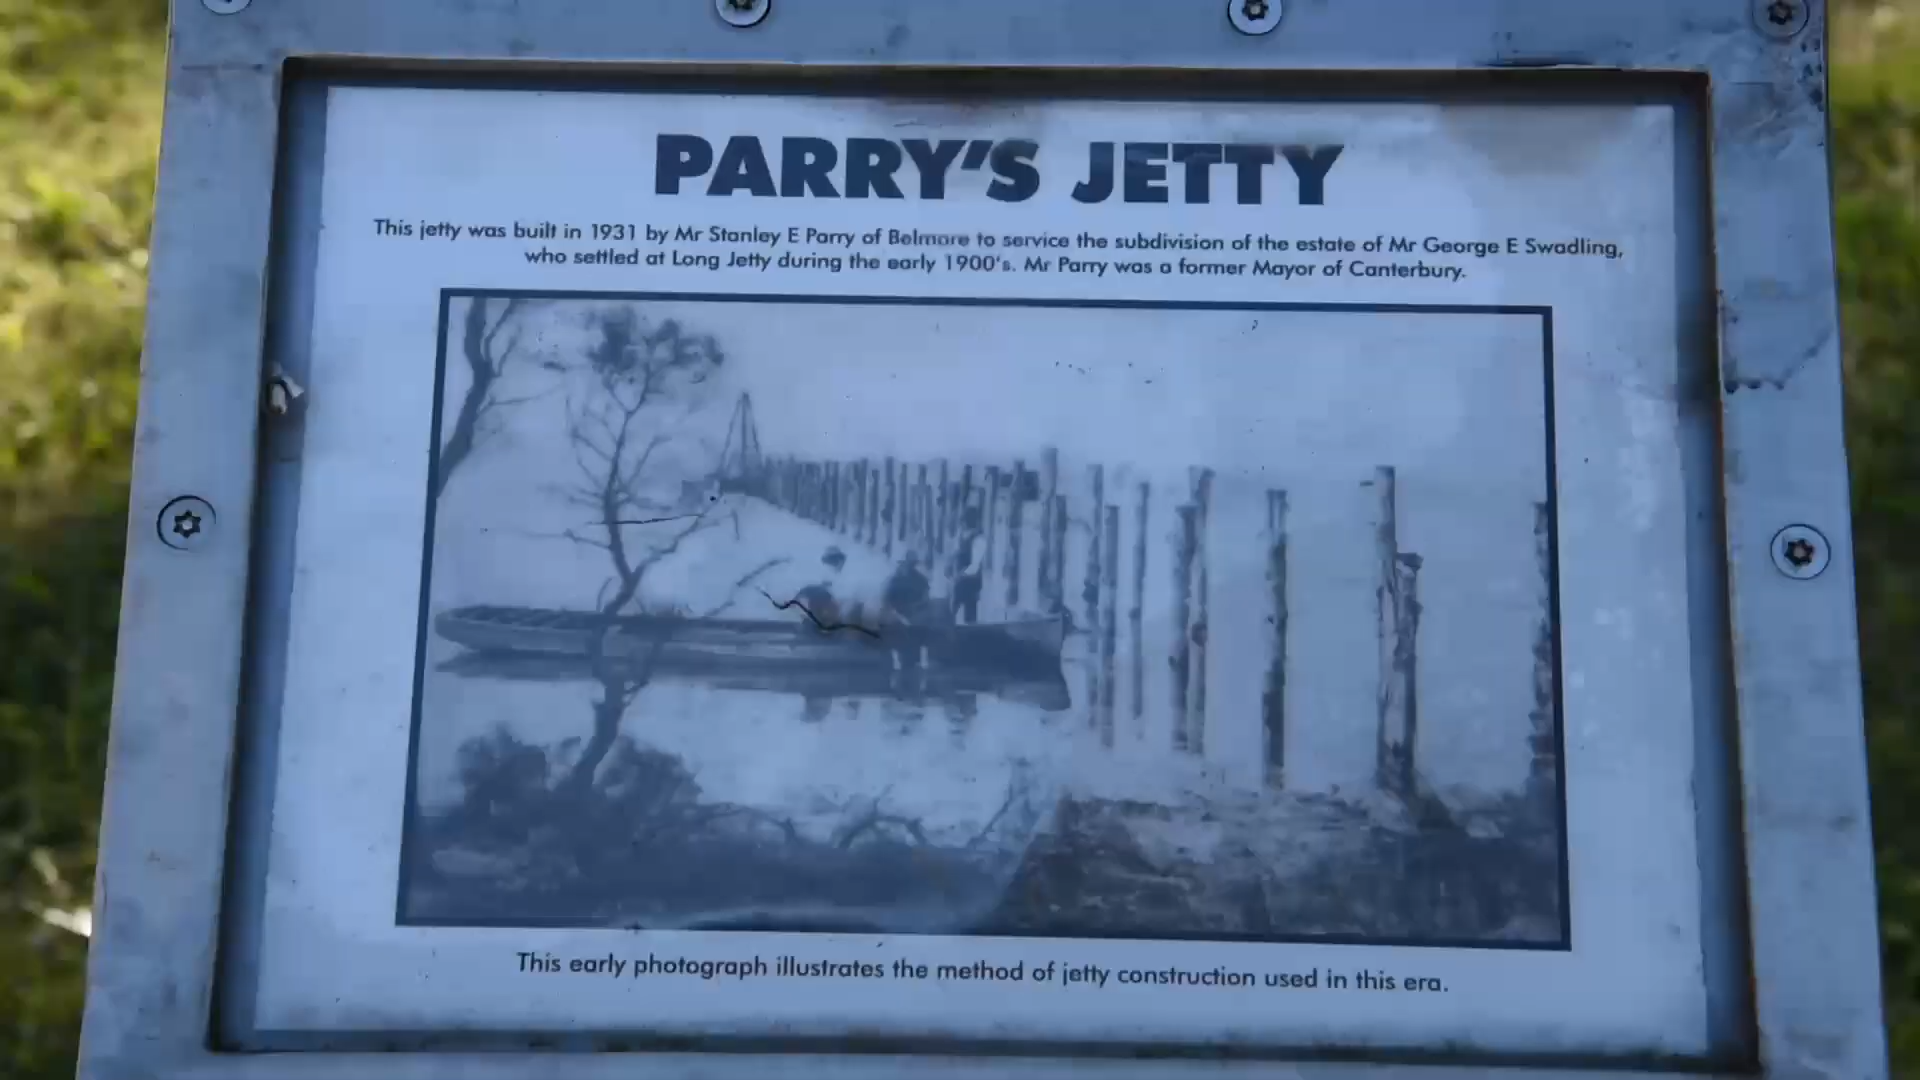 PARRY'S JETTY
This jetty was built in 1931 by Mr Stanley E Parry of Belmore to service the subdivision of the estate of Mr George E Swadling,
who settled at Long Jetty during the early 1900's. Mr Parry was a former Mayor of Canterbury.
This early photograph illustrates the method of jetty construction used in this era.